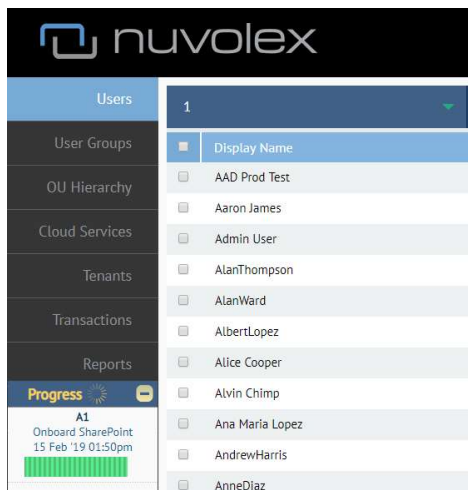 nuvolex
Users
User Groups
OU Hierarchy
Cloud Services
Tenants
Transactions
Reports
Progress
A1
Onboard SharePoint
15 Feb '19 01:50pm
1
Display Name
AAD Prod Test
Aaron James
Admin User
AlanThompson
AlanWard
AlbertLopez
Alice Cooper
Alvin Chimp
Ana Maria Lopez
AndrewHarris
AnneDiaz